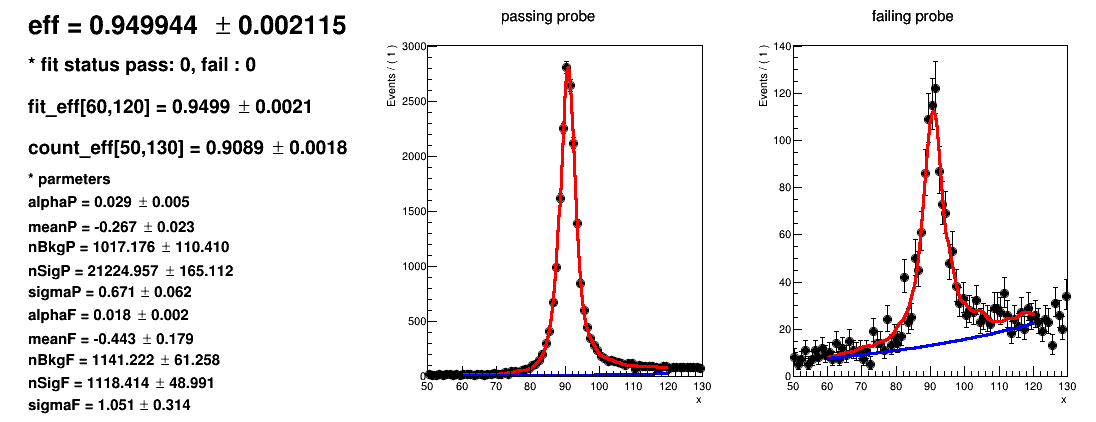 eff = 0.949944 ± 0.002115
* fit status pass: 0, fail : 0
fit_eff[60,120] = 0.9499 ± 0.0021
count_eff[50,130] = 0.9089 ± 0.0018
* parmeters
alphaP = 0.029 ± 0.005
meanP = -0.267 ± 0.023
nBkgP = 1017.176 ± 110.410
nSigP = 21224.957 ± 165.112
sigmaP = 0.671 ± 0.062
alphaF = 0.018 ± 0.002
meanF = -0.443 ± 0.179
nBkgF = 1141.222 ± 61.258
nSigF = 1118.414 ± 48.991
sigmaF = 1.051 ± 0.314
passing probe
Events / ( 1 )
3000
2500
2000
1500
1000
500
0
50 60 70 80 90 100 110 120 130
x
failing probe
Events / ( 1 )
140
120
100
80
60
40
20
0
50 60 70 80 90 100 110 120 130
x